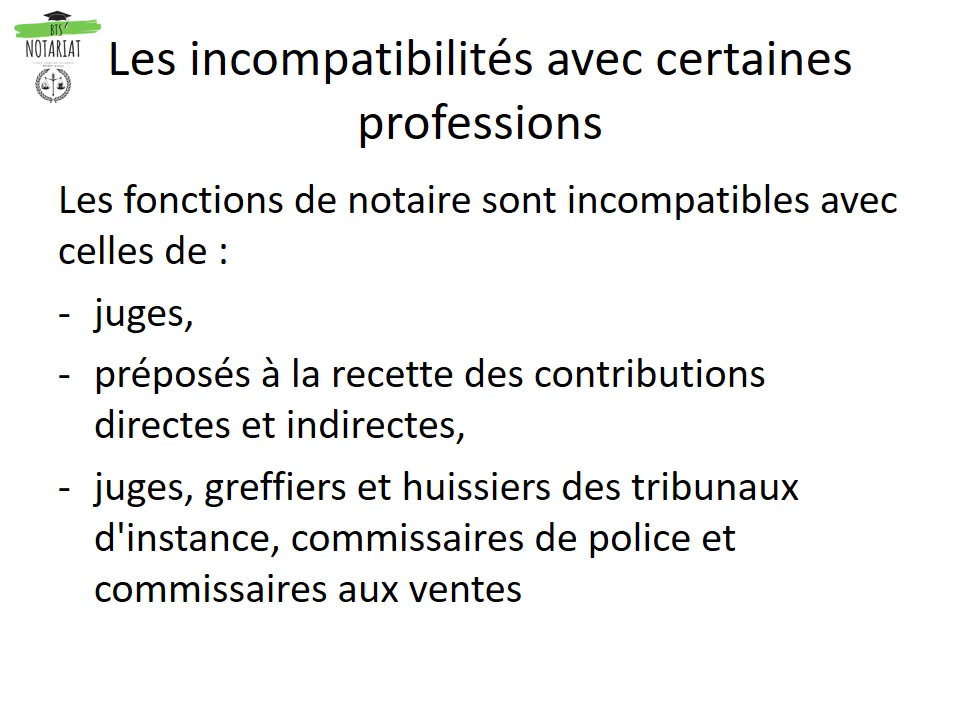 BTS
NOTARIAT
Les incompatibilités avec certaines
professions
Les fonctions de notaire sont incompatibles avec
celles de :
- juges,
- préposés à la recette des contributions
directes et indirectes,
- juges, greffiers et huissiers des tribunaux
d'instance, commissaires de police et
commissaires aux ventes